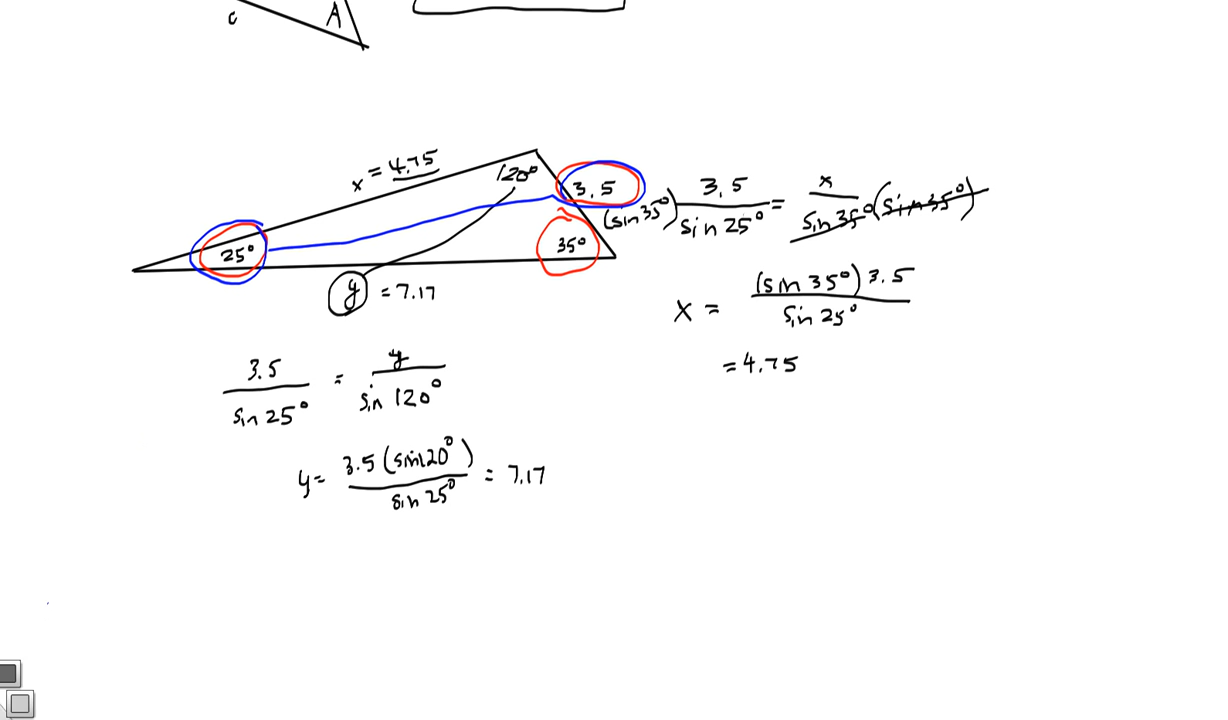 c A
x = 4.75
120°
3.5
25°
35°
y = 7.17
(sin 35°) 3.5 / sin 25° = x / sin 35° (sin 35°)
x = (sin 35°) 3.5 / sin 25°
= 4.75
3.5 / sin 25° = y / sin 120°
y = 3.5 (sin 120°) / sin 25° = 7.17